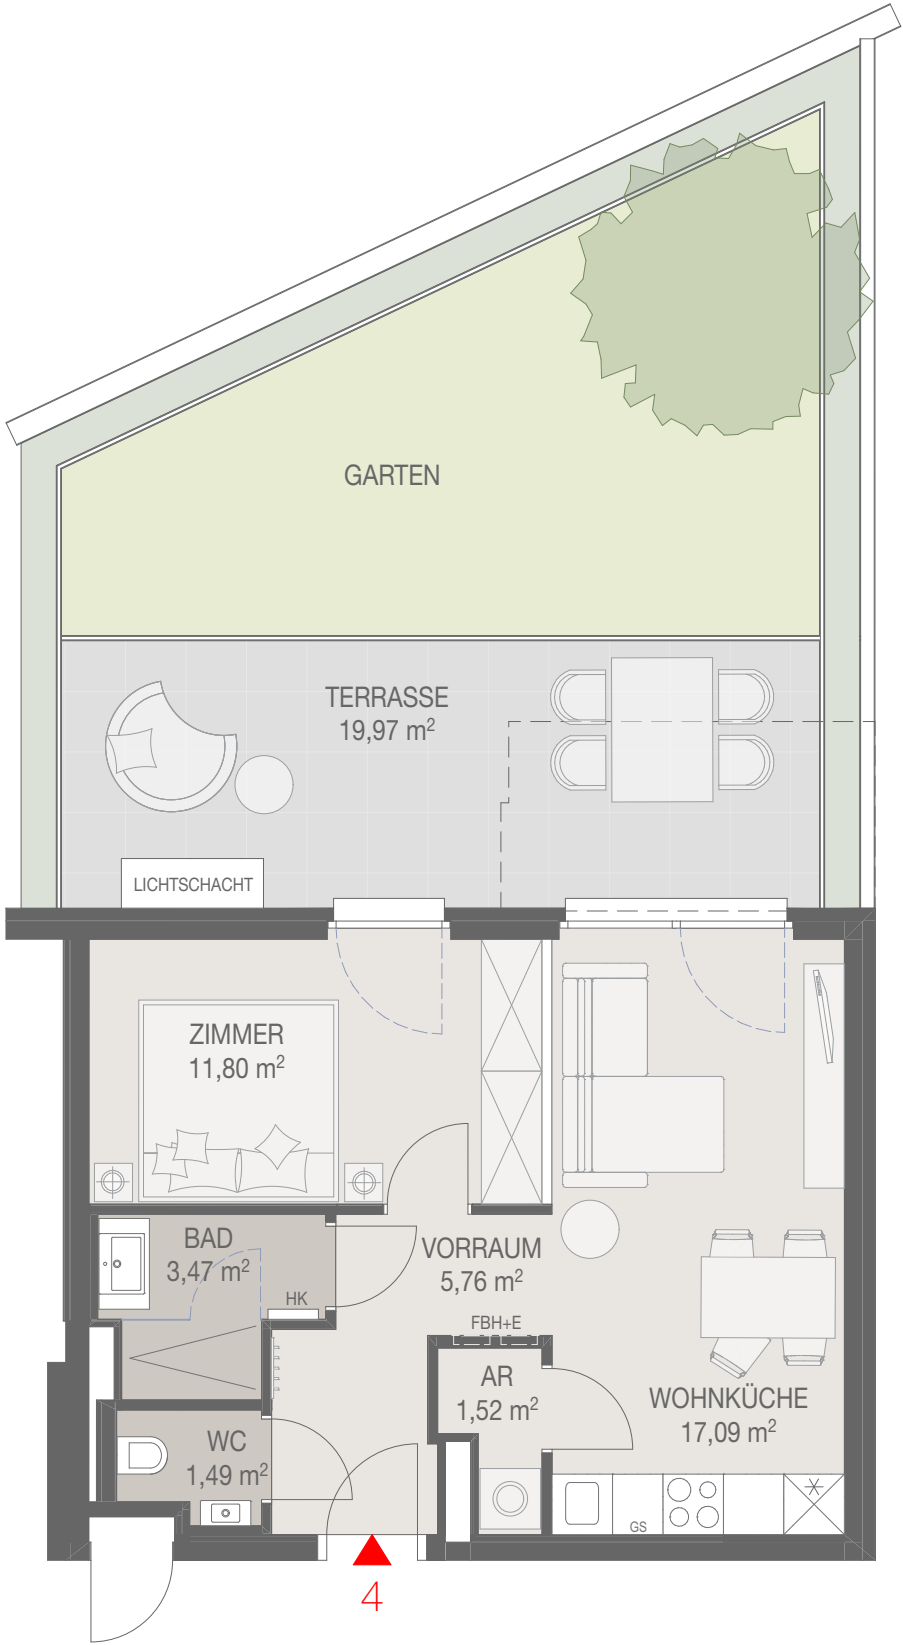 GARTEN
TERRASSE
19,97 m²
LICHTSCHACHT
ZIMMER
11,80 m²
BAD
3,47 m²
HK
VORRAUM
5,76 m²
FBH+E
AR
1,52 m²
WOHNKÜCHE
17,09 m²
WC
1,49 m²
GS
4